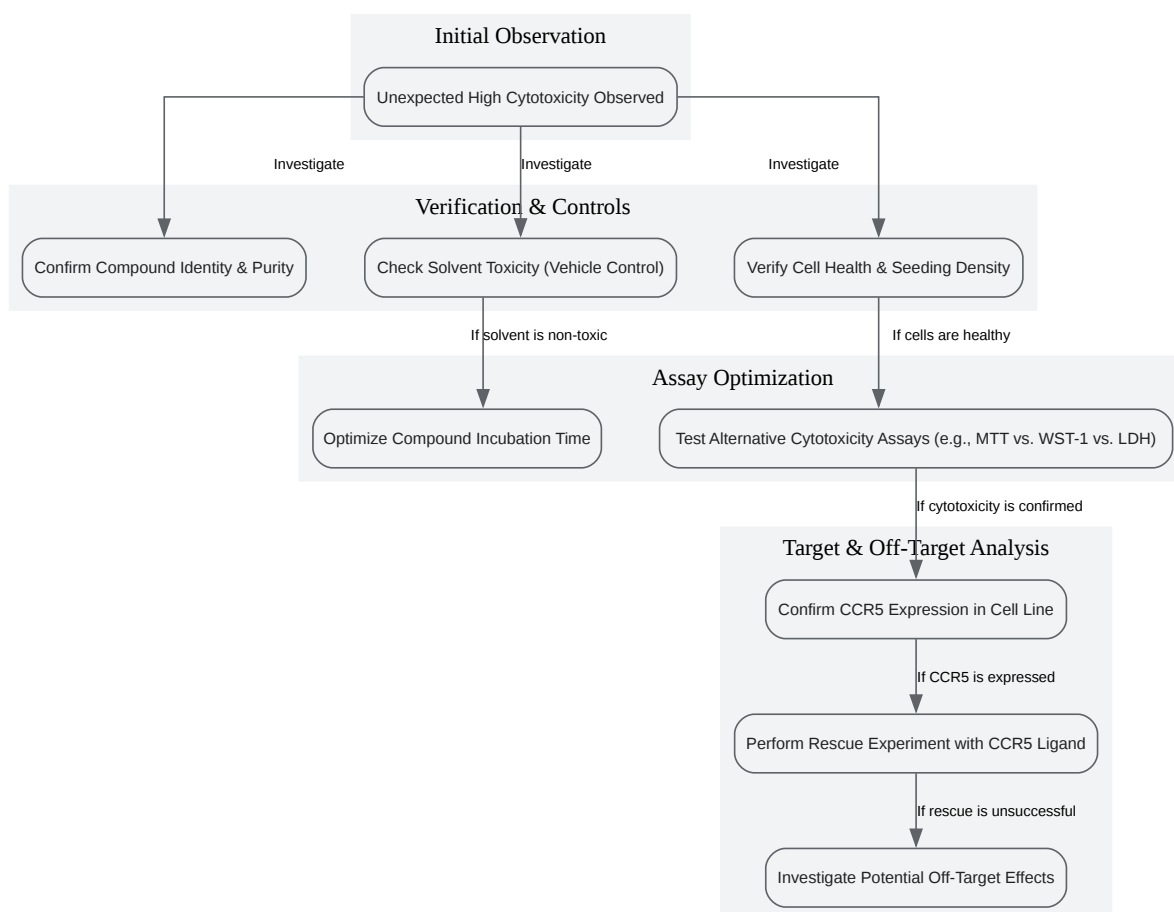 Initial Observation
Unexpected High Cytotoxicity Observed
Investigate
Investigate
Investigate
Verification & Controls
Confirm Compound Identity & Purity
Check Solvent Toxicity (Vehicle Control)
Verify Cell Health & Seeding Density
If solvent is non-toxic
If cells are healthy
Assay Optimization
Optimize Compound Incubation Time
Test Alternative Cytotoxicity Assays (e.g., MTT vs. WST-1 vs. LDH)
If cytotoxicity is confirmed
Target & Off-Target Analysis
Confirm CCR5 Expression in Cell Line
If CCR5 is expressed
Perform Rescue Experiment with CCR5 Ligand
If rescue is unsuccessful
Investigate Potential Off-Target Effects